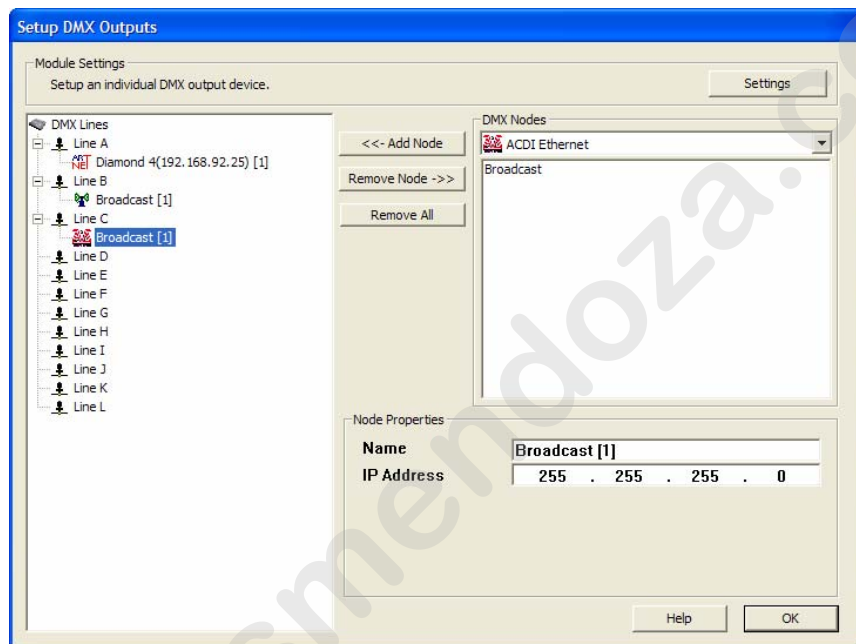 Setup DMX Outputs
Module Settings
Setup an individual DMX output device.
Settings
DMX Lines
Line A
ART NET Diamond 4(192.168.92.25) [1]
Line B
Broadcast [1]
Line C
Broadcast [1]
Line D
Line E
Line F
Line G
Line H
Line I
Line J
Line K
Line L
<<- Add Node
Remove Node ->>
Remove All
DMX Nodes
ACDI Ethernet
Broadcast
Node Properties
Name Broadcast [1]
IP Address 255 . 255 . 255 . 0
Help OK
smendoza.c